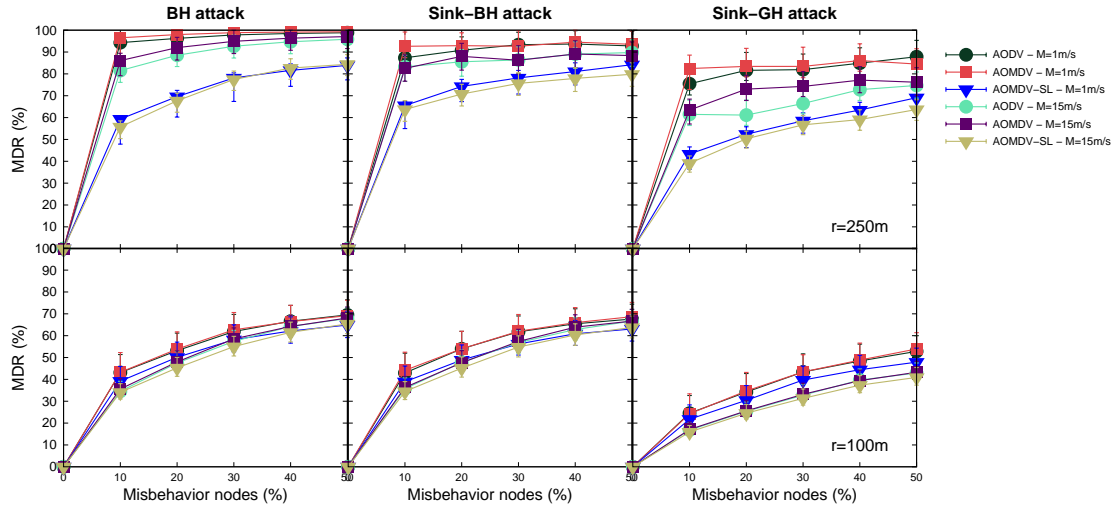 BH attack
Sink−BH attack
Sink−GH attack
MDR (%)
100
90
80
70
60
50
40
30
20
10
r=250m
AODV − M=1m/s
AOMDV − M=1m/s
AOMDV−SL − M=1m/s
AODV − M=15m/s
AOMDV − M=15m/s
AOMDV−SL − M=15m/s
MDR (%)
100
90
80
70
60
50
40
30
20
10
0
r=100m
0 10 20 30 40 50
10 20 30 40 50
10 20 30 40 50
Misbehavior nodes (%)
Misbehavior nodes (%)
Misbehavior nodes (%)